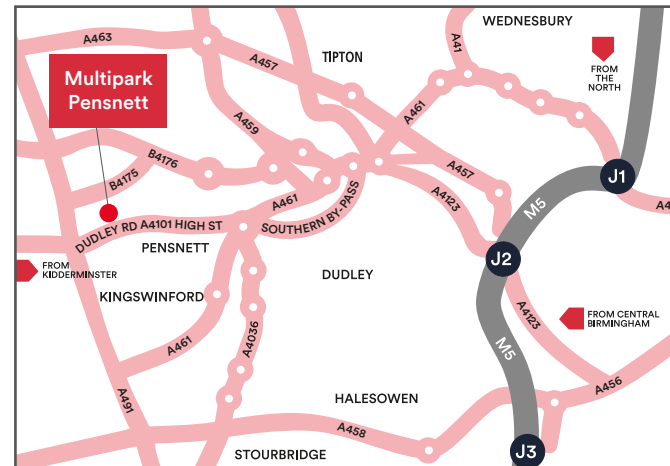 WEDNESBURY
A463
A41
TIPTON
A457
FROM
THE
NORTH
Multipark
Pensnett
A461
A459
B4176
A457
J1
B4175
A461
A4123
M5
A4
DUDLEY RD A4101 HIGH ST
SOUTHERN BY-PASS
PENSNETT
J2
FROM
KIDDERMINSTER
DUDLEY
KINGSWINFORD
A4123
FROM CENTRAL
BIRMINGHAM
A461
A4036
M5
A456
A491
HALESOWEN
A458
STOURBRIDGE
J3